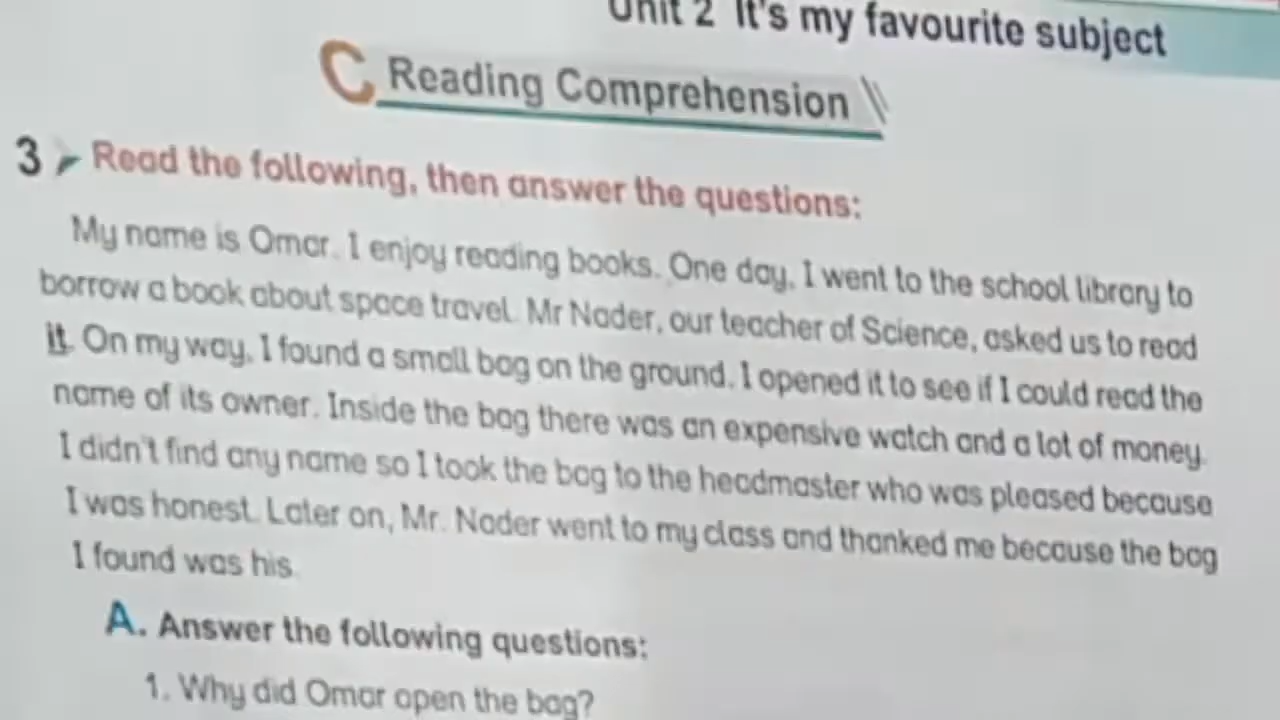 Unit 2 It's my favourite subject
C Reading Comprehension
3 Read the following, then answer the questions:
My name is Omar. I enjoy reading books. One day, I went to the school library to
borrow a book about space travel. Mr Nader, our teacher of Science, asked us to read
it. On my way, I found a small bag on the ground. I opened it to see if I could read the
name of its owner. Inside the bag there was an expensive watch and a lot of money.
I didn't find any name so I took the bag to the headmaster who was pleased because
I was honest. Later on, Mr. Nader went to my class and thanked me because the bag
I found was his.
A. Answer the following questions:
1. Why did Omar open the bag?